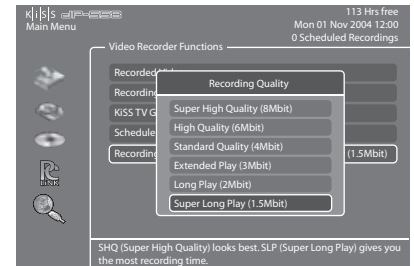 KiSS DP-558
113 Hrs free
Main Menu
Mon 01 Nov 2004 12:00
0 Scheduled Recordings
Video Recorder Functions
Recorded
Recording
KiSS TV G
Schedule
Recording
(1.5Mbit)
Recording Quality
Super High Quality (8Mbit)
High Quality (6Mbit)
Standard Quality (4Mbit)
Extended Play (3Mbit)
Long Play (2Mbit)
Super Long Play (1.5Mbit)
PC
LINK
SHQ (Super High Quality) looks best. SLP (Super Long Play) gives you
the most recording time.